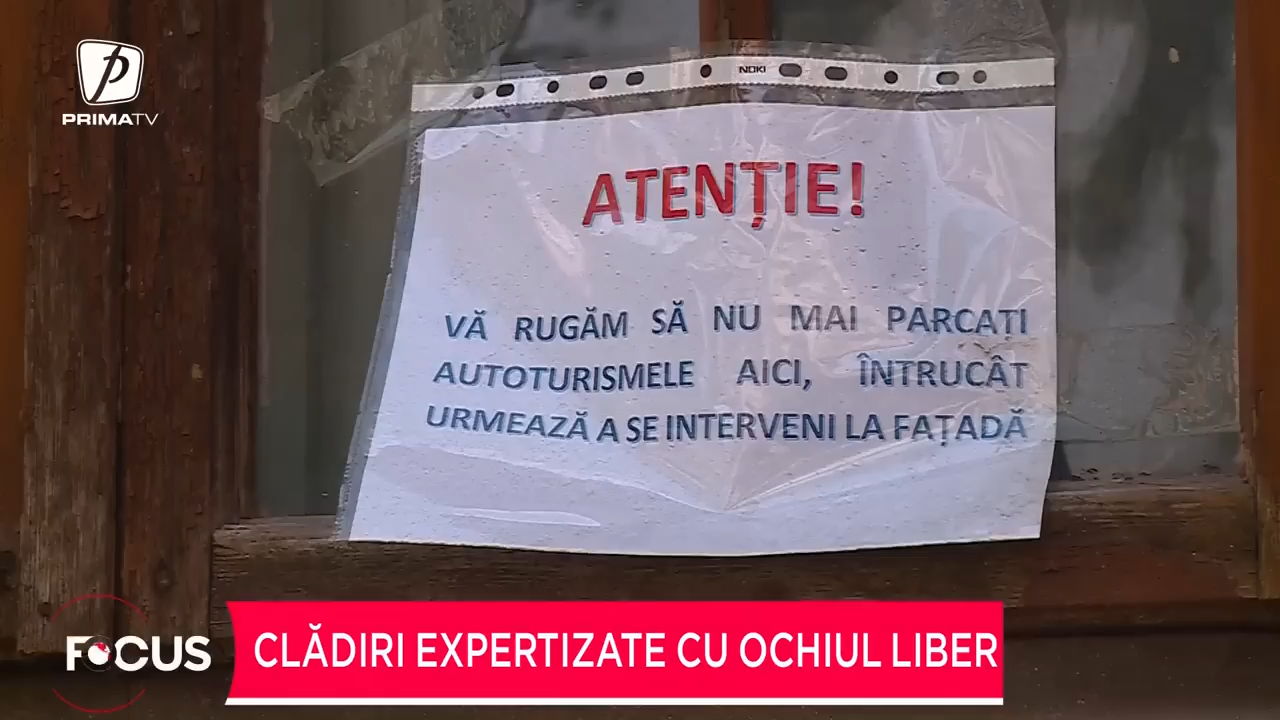 PRIMATV
NOKI
ATENȚIE!
VĂ RUGĂM SĂ NU MAI PARCAȚI
AUTOTURISMELE AICI, ÎNTRUCÂT
URMEAZĂ A SE INTERVENI LA FAȚADĂ
FOCUS
CLĂDIRI EXPERTIZATE CU OCHIUL LIBER